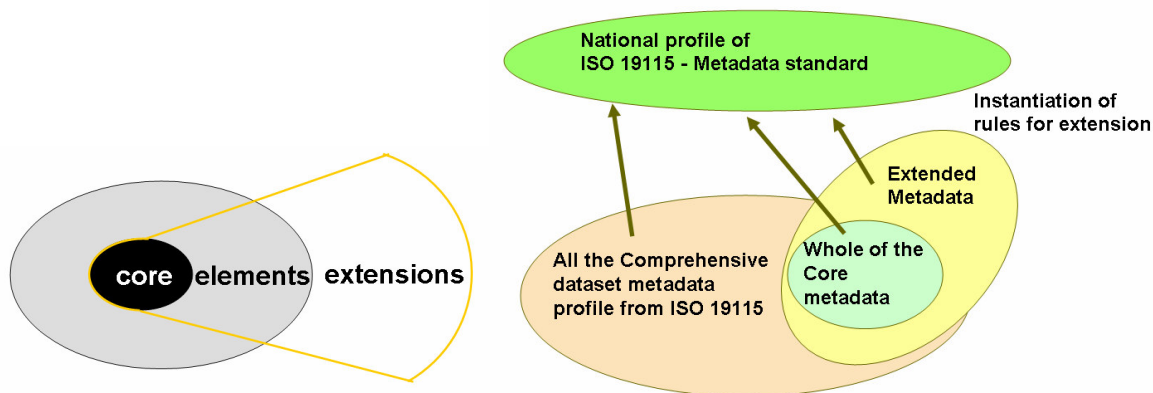 core elements extensions
National profile of
ISO 19115 - Metadata standard
Instantiation of
rules for extension
Extended
Metadata
All the Comprehensive
dataset metadata
profile from ISO 19115
Whole of the
Core
metadata